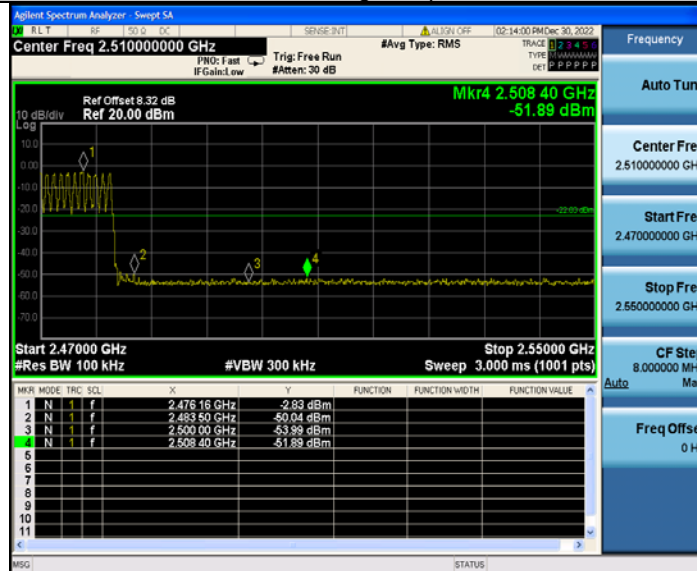 Agilent Spectrum Analyzer - Swept SA
RLT RF 50 Ω DC SENSE:INT ALIGN OFF 02:14:00 PM Dec 30, 2022
Center Freq 2.510000000 GHz #Avg Type: RMS TRACE 1 2 3 4 5 6
PNO: Fast Trig: Free Run TYPE
IFGain:Low #Atten: 30 dB DET P P P P P P
Ref Offset 8.32 dB Mkr4 2.508 40 GHz
10 dB/div Ref 20.00 dBm -51.89 dBm
Log
10.0
0.00
-10.0
-20.0
-22.83 dBm
-30.0
-40.0
-50.0
-60.0
-70.0
1
2
3
4
Start 2.47000 GHz Stop 2.55000 GHz
#Res BW 100 kHz #VBW 300 kHz Sweep 3.000 ms (1001 pts)
MKR MODE TRC SCL X Y FUNCTION FUNCTION WIDTH FUNCTION VALUE
1 N 1 f 2.476 16 GHz -2.83 dBm
2 N 1 f 2.483 50 GHz -50.04 dBm
3 N 1 f 2.500 00 GHz -53.99 dBm
4 N 1 f 2.508 40 GHz -51.89 dBm
5
6
7
8
9
10
11
MSG STATUS
Frequency
Auto Tun
Center Fre
2.510000000 GH
Start Fre
2.470000000 GH
Stop Fre
2.550000000 GH
CF Ste
8.000000 MH
Auto Ma
Freq Offse
0 H